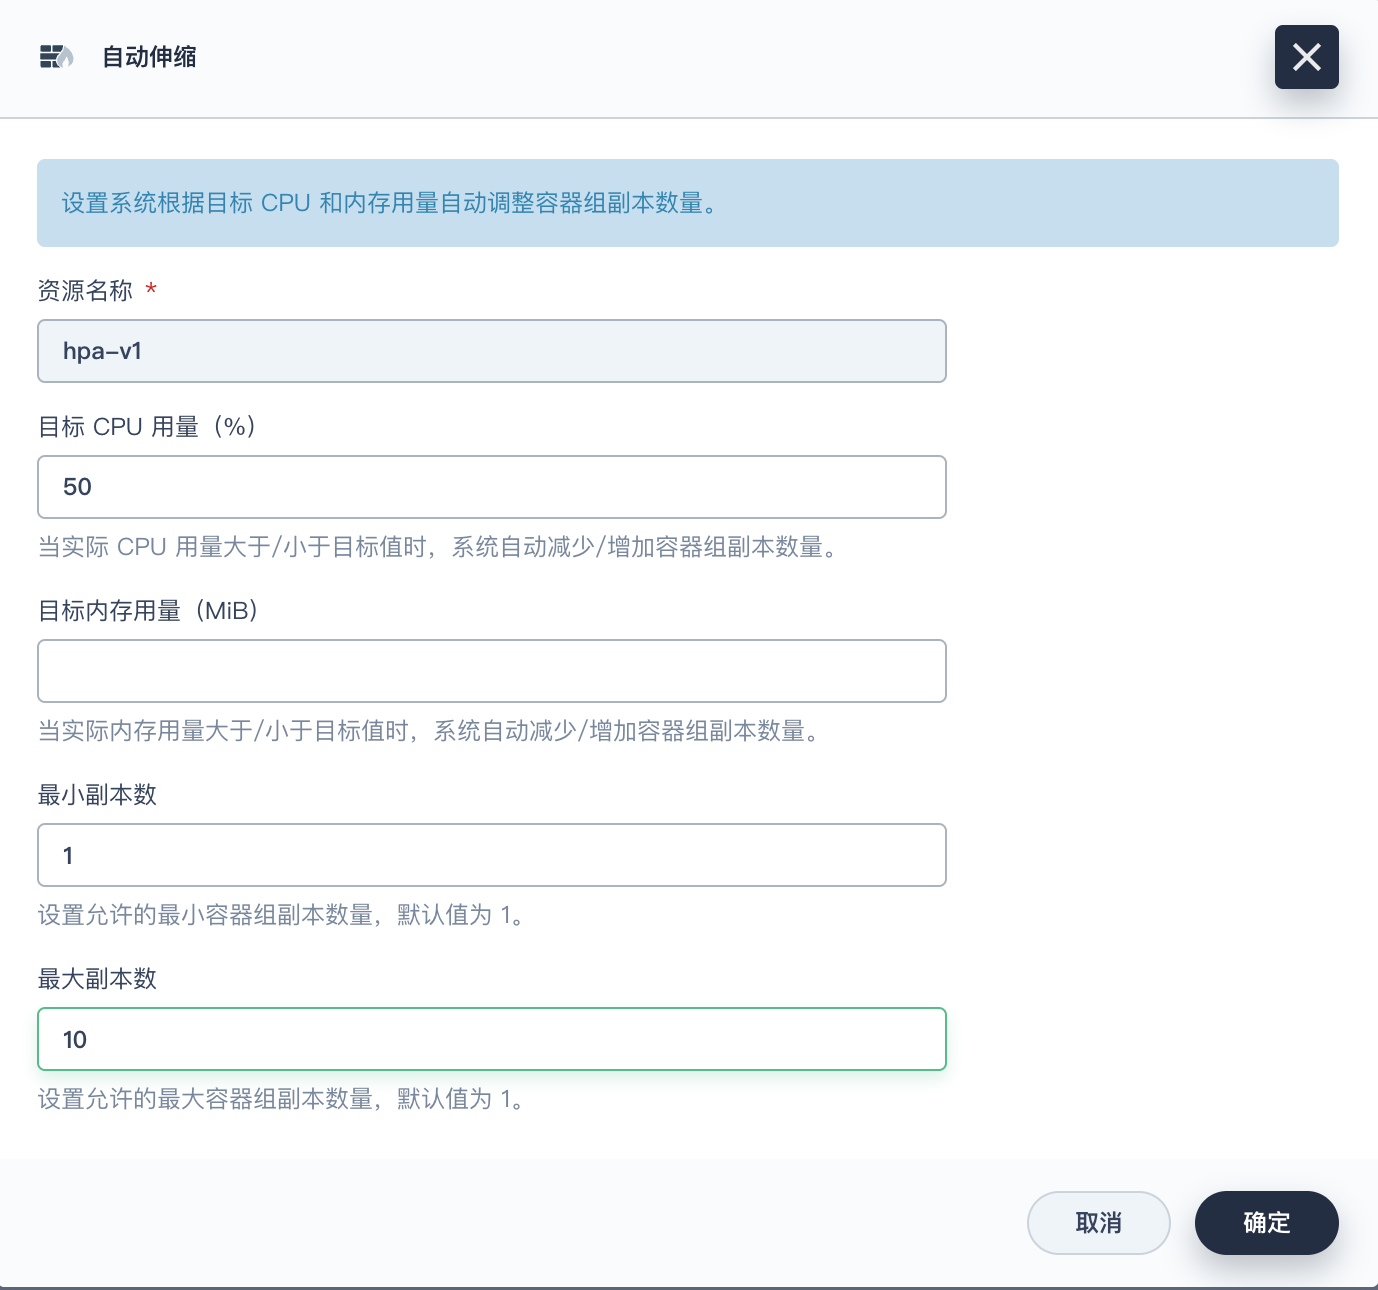 自动伸缩
设置系统根据目标 CPU 和内存用量自动调整容器组副本数量。
资源名称 *
hpa-v1
目标 CPU 用量（%）
50
当实际 CPU 用量大于/小于目标值时，系统自动减少/增加容器组副本数量。
目标内存用量（MiB）
当实际内存用量大于/小于目标值时，系统自动减少/增加容器组副本数量。
最小副本数
1
设置允许的最小容器组副本数量，默认值为 1。
最大副本数
10
设置允许的最大容器组副本数量，默认值为 1。
取消 确定